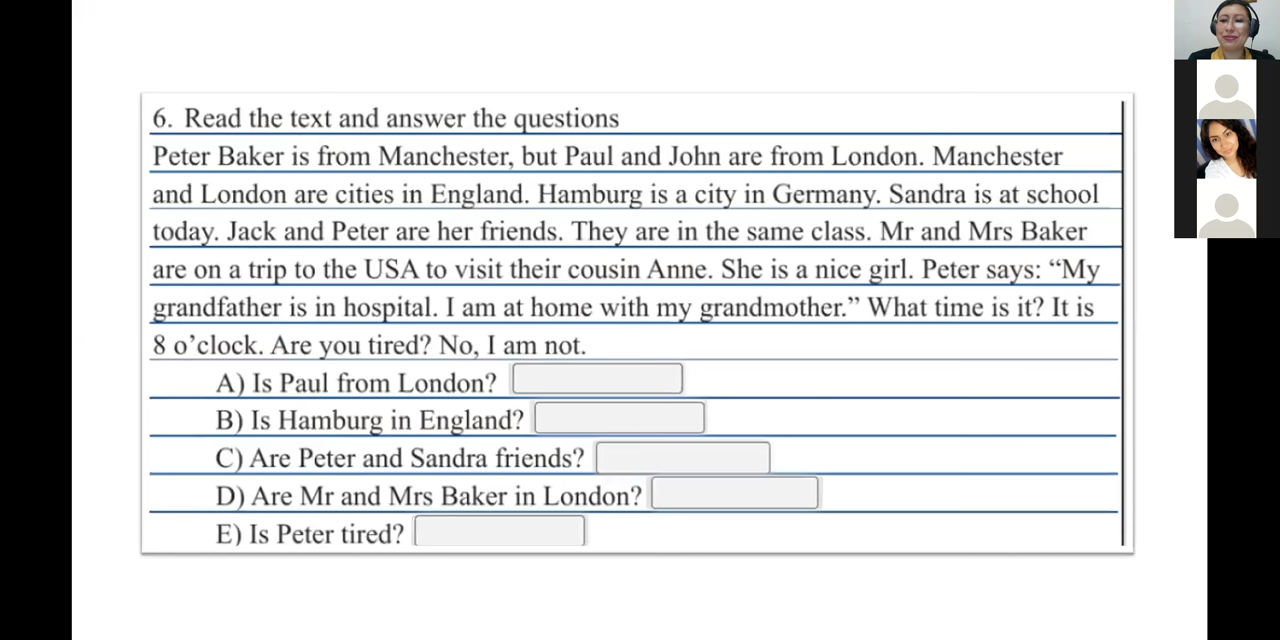 6. Read the text and answer the questions
Peter Baker is from Manchester, but Paul and John are from London. Manchester
and London are cities in England. Hamburg is a city in Germany. Sandra is at school
today. Jack and Peter are her friends. They are in the same class. Mr and Mrs Baker
are on a trip to the USA to visit their cousin Anne. She is a nice girl. Peter says: “My
grandfather is in hospital. I am at home with my grandmother.” What time is it? It is
8 o’clock. Are you tired? No, I am not.
A) Is Paul from London?
B) Is Hamburg in England?
C) Are Peter and Sandra friends?
D) Are Mr and Mrs Baker in London?
E) Is Peter tired?